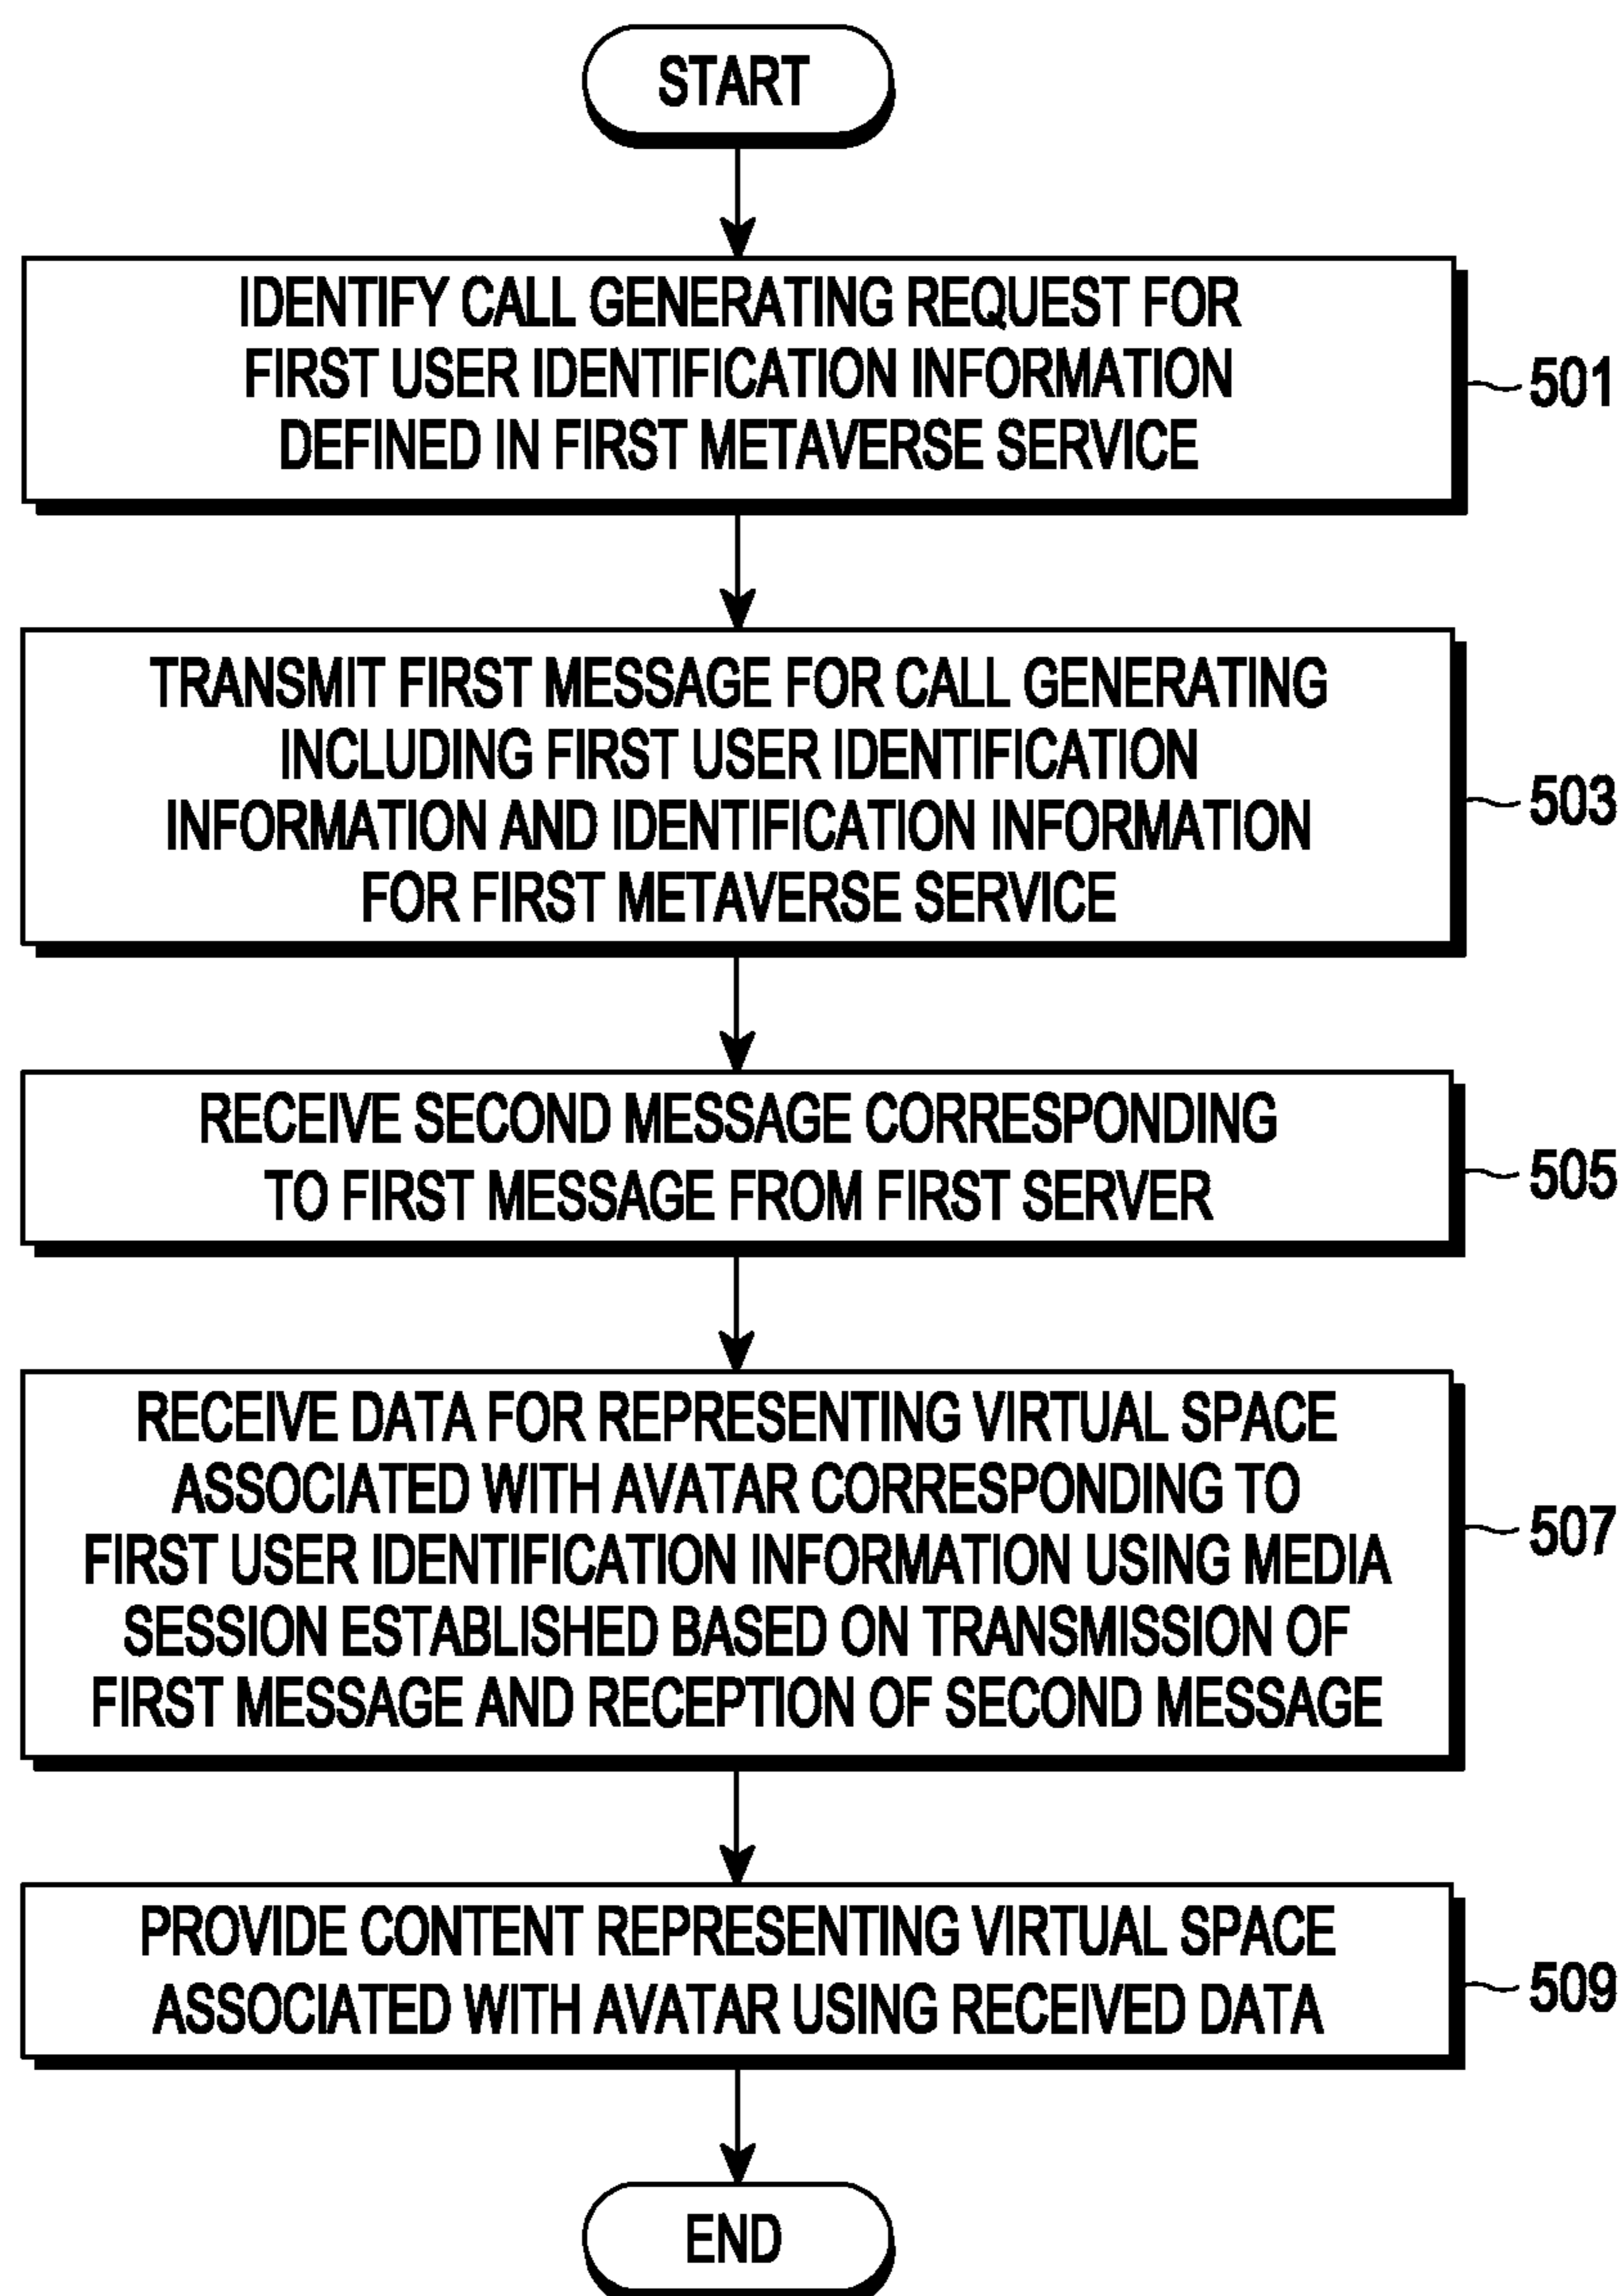 START
IDENTIFY CALL GENERATING REQUEST FOR
FIRST USER IDENTIFICATION INFORMATION
DEFINED IN FIRST METAVERSE SERVICE
501
TRANSMIT FIRST MESSAGE FOR CALL GENERATING
INCLUDING FIRST USER IDENTIFICATION
INFORMATION AND IDENTIFICATION INFORMATION
FOR FIRST METAVERSE SERVICE
503
RECEIVE SECOND MESSAGE CORRESPONDING
TO FIRST MESSAGE FROM FIRST SERVER
505
RECEIVE DATA FOR REPRESENTING VIRTUAL SPACE
ASSOCIATED WITH AVATAR CORRESPONDING TO
FIRST USER IDENTIFICATION INFORMATION USING MEDIA
SESSION ESTABLISHED BASED ON TRANSMISSION OF
FIRST MESSAGE AND RECEPTION OF SECOND MESSAGE
507
PROVIDE CONTENT REPRESENTING VIRTUAL SPACE
ASSOCIATED WITH AVATAR USING RECEIVED DATA
509
END